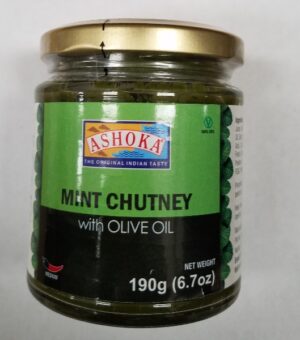 ASHOKA
THE ORIGINAL INDIAN TASTE
MINT CHUTNEY
with OLIVE OIL
NET WEIGHT
190g (6.7oz)